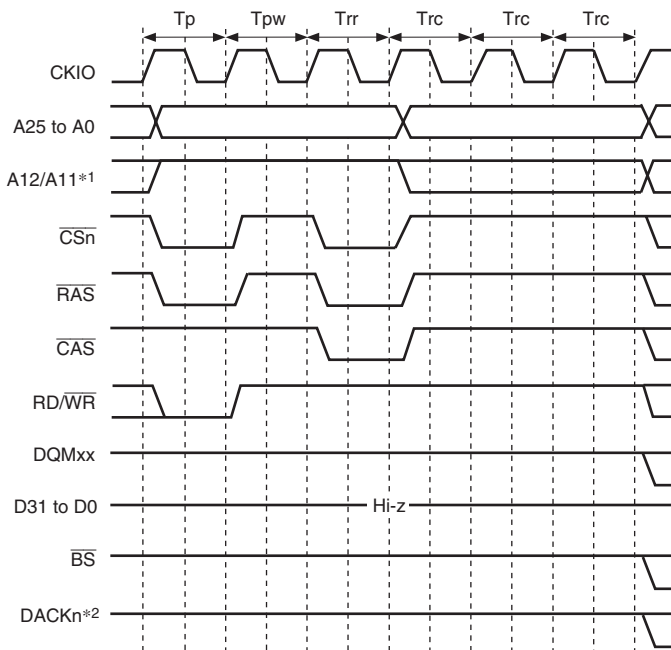 Tp Tpw Trr Trc Trc Trc
CKIO
A25 to A0
A12/A11*1
CSn
RAS
CAS
RD/WR
DQMxx
D31 to D0
Hi-z
BS
DACKn*2